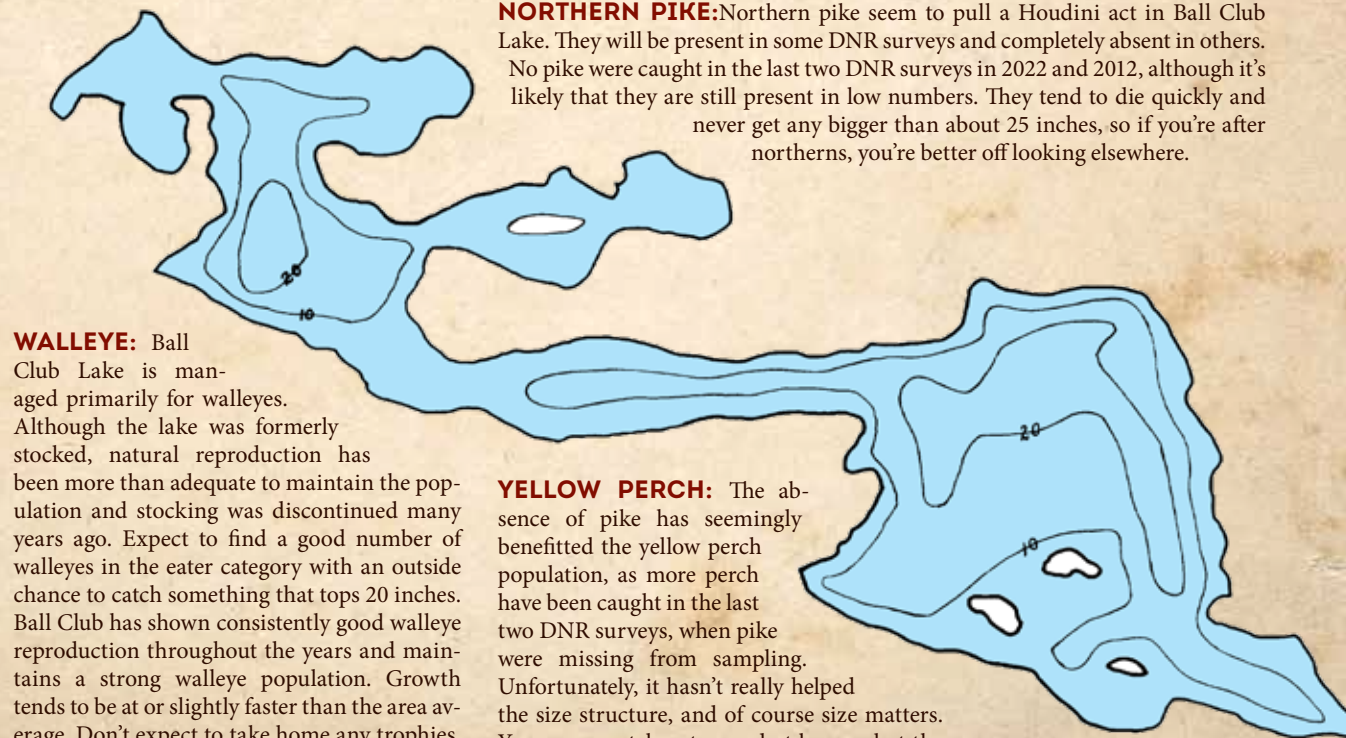 NORTHERN PIKE:Northern pike seem to pull a Houdini act in Ball Club
Lake. They will be present in some DNR surveys and completely absent in others.
No pike were caught in the last two DNR surveys in 2022 and 2012, although it's
likely that they are still present in low numbers. They tend to die quickly and
never get any bigger than about 25 inches, so if you're after
northerns, you're better off looking elsewhere.
20
10
WALLEYE: Ball
Club Lake is man-
aged primarily for walleyes.
Although the lake was formerly
stocked, natural reproduction has
been more than adequate to maintain the pop-
ulation and stocking was discontinued many
years ago. Expect to find a good number of
walleyes in the eater category with an outside
chance to catch something that tops 20 inches.
Ball Club has shown consistently good walleye
reproduction throughout the years and main-
tains a strong walleye population. Growth
tends to be at or slightly faster than the area av-
erage. Don't expect to take home any trophies,
20
10
YELLOW PERCH: The ab-
sence of pike has seemingly
benefitted the yellow perch
population, as more perch
have been caught in the last
two DNR surveys, when pike
were missing from sampling.
Unfortunately, it hasn't really helped
the size structure, and of course size matters.